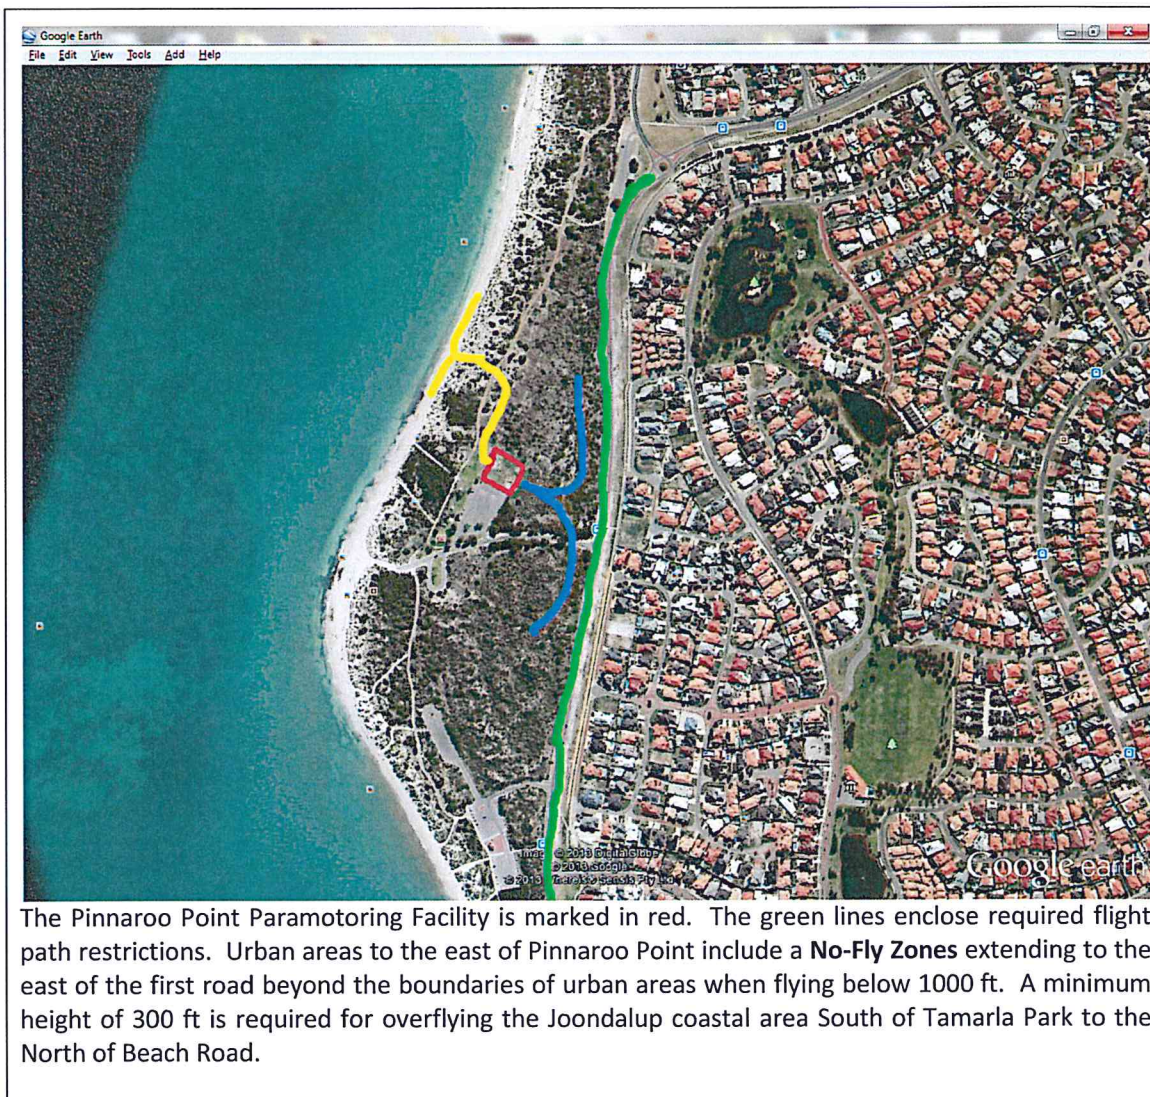 Google Earth
File Edit View Tools Add Help
Google earth
The Pinnaroo Point Paramotoring Facility is marked in red. The green lines enclose required flight
path restrictions. Urban areas to the east of Pinnaroo Point include a No-Fly Zones extending to the
east of the first road beyond the boundaries of urban areas when flying below 1000 ft. A minimum
height of 300 ft is required for overflying the Joondalup coastal area South of Tamarla Park to the
North of Beach Road.